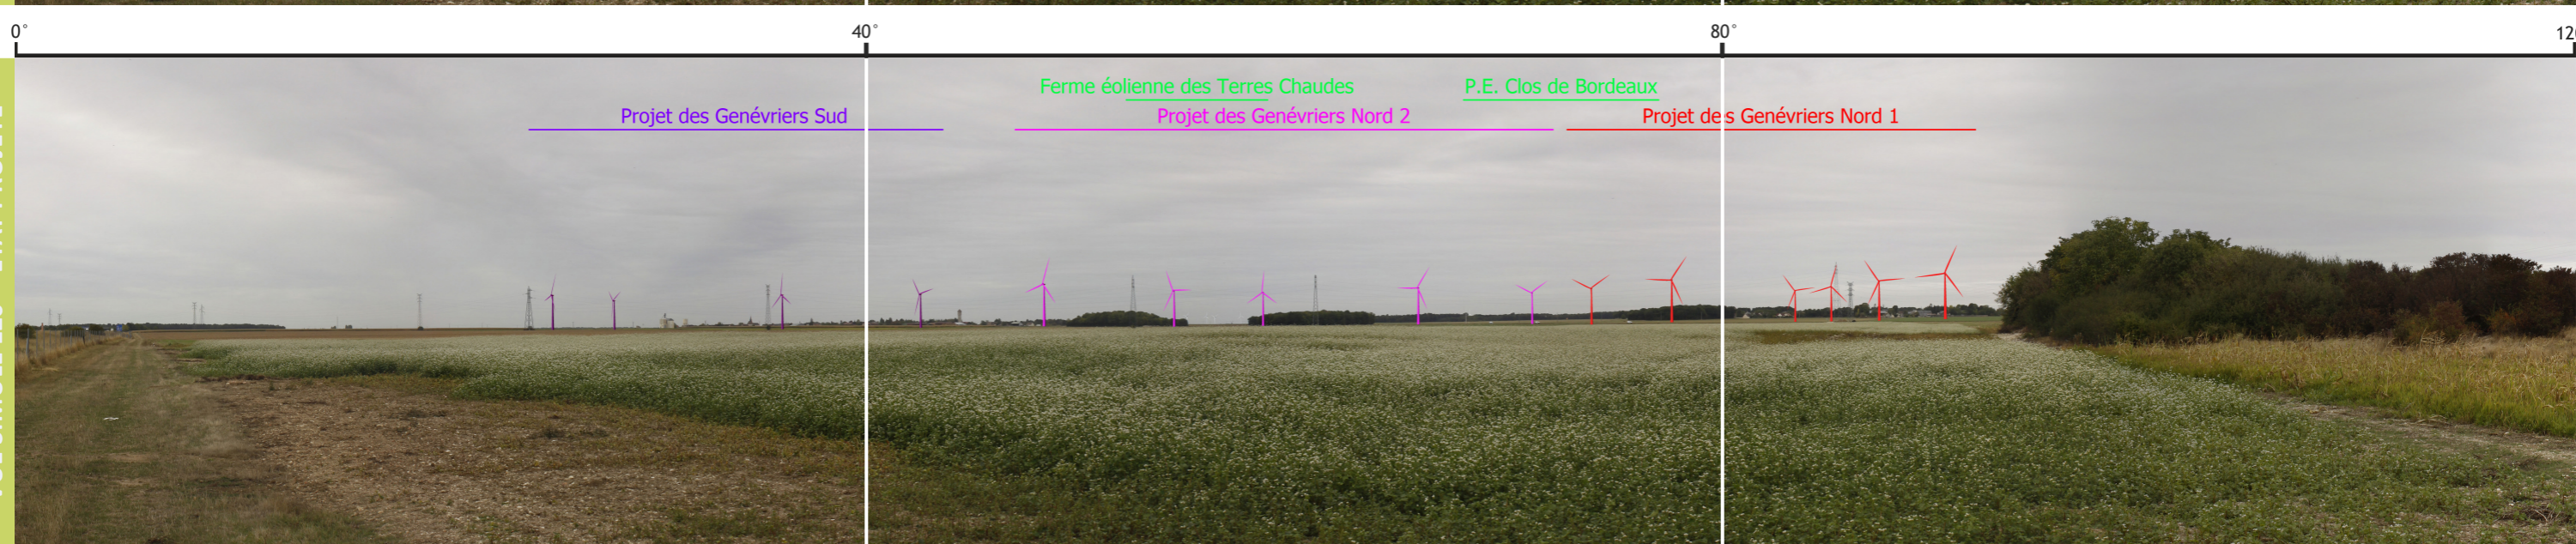 0°
40°
80°
Ferme éolienne des Terres Chaudes
P.E. Clos de Bordeaux
Projet des Genévriers Sud
Projet des Genévriers Nord 2
Projet des Genévriers Nord 1